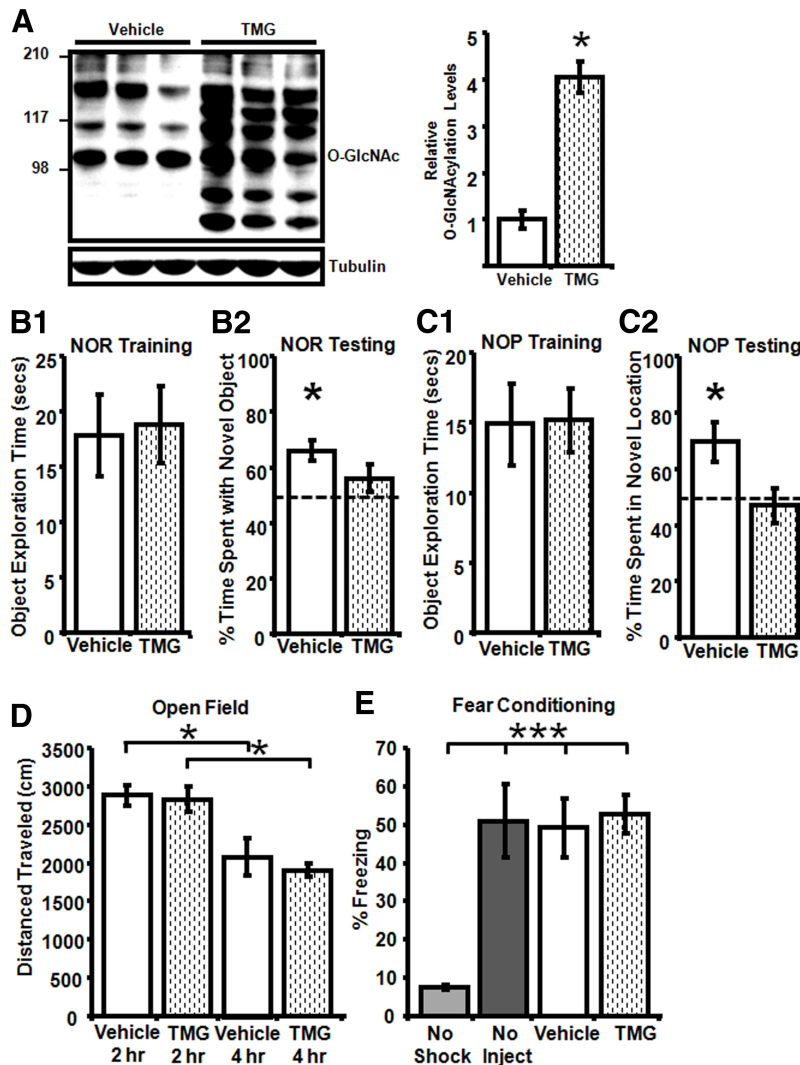 A
Vehicle TMG
210
117
98
O-GlcNAc
Tubulin
Relative
O-GlcNAcylation Levels
5
4
3
2
1
*
Vehicle TMG
B1
NOR Training
Object Exploration Time (secs)
25
20
15
10
5
0
Vehicle TMG
B2
NOR Testing
% Time Spent with Novel Object
100
80
60
40
20
0
*
Vehicle TMG
C1
NOP Training
Object Exploration Time (secs)
20
15
10
5
0
Vehicle TMG
C2
NOP Testing
% Time Spent in Novel Location
100
80
60
40
20
0
*
Vehicle TMG
D
Open Field
Distanced Traveled (cm)
3500
3000
2500
2000
1500
1000
500
0
*
*
Vehicle TMG Vehicle TMG
2 hr 2 hr 4 hr 4 hr
E
Fear Conditioning
% Freezing
70
60
50
40
30
20
10
0
***
No No Vehicle TMG
Shock Inject